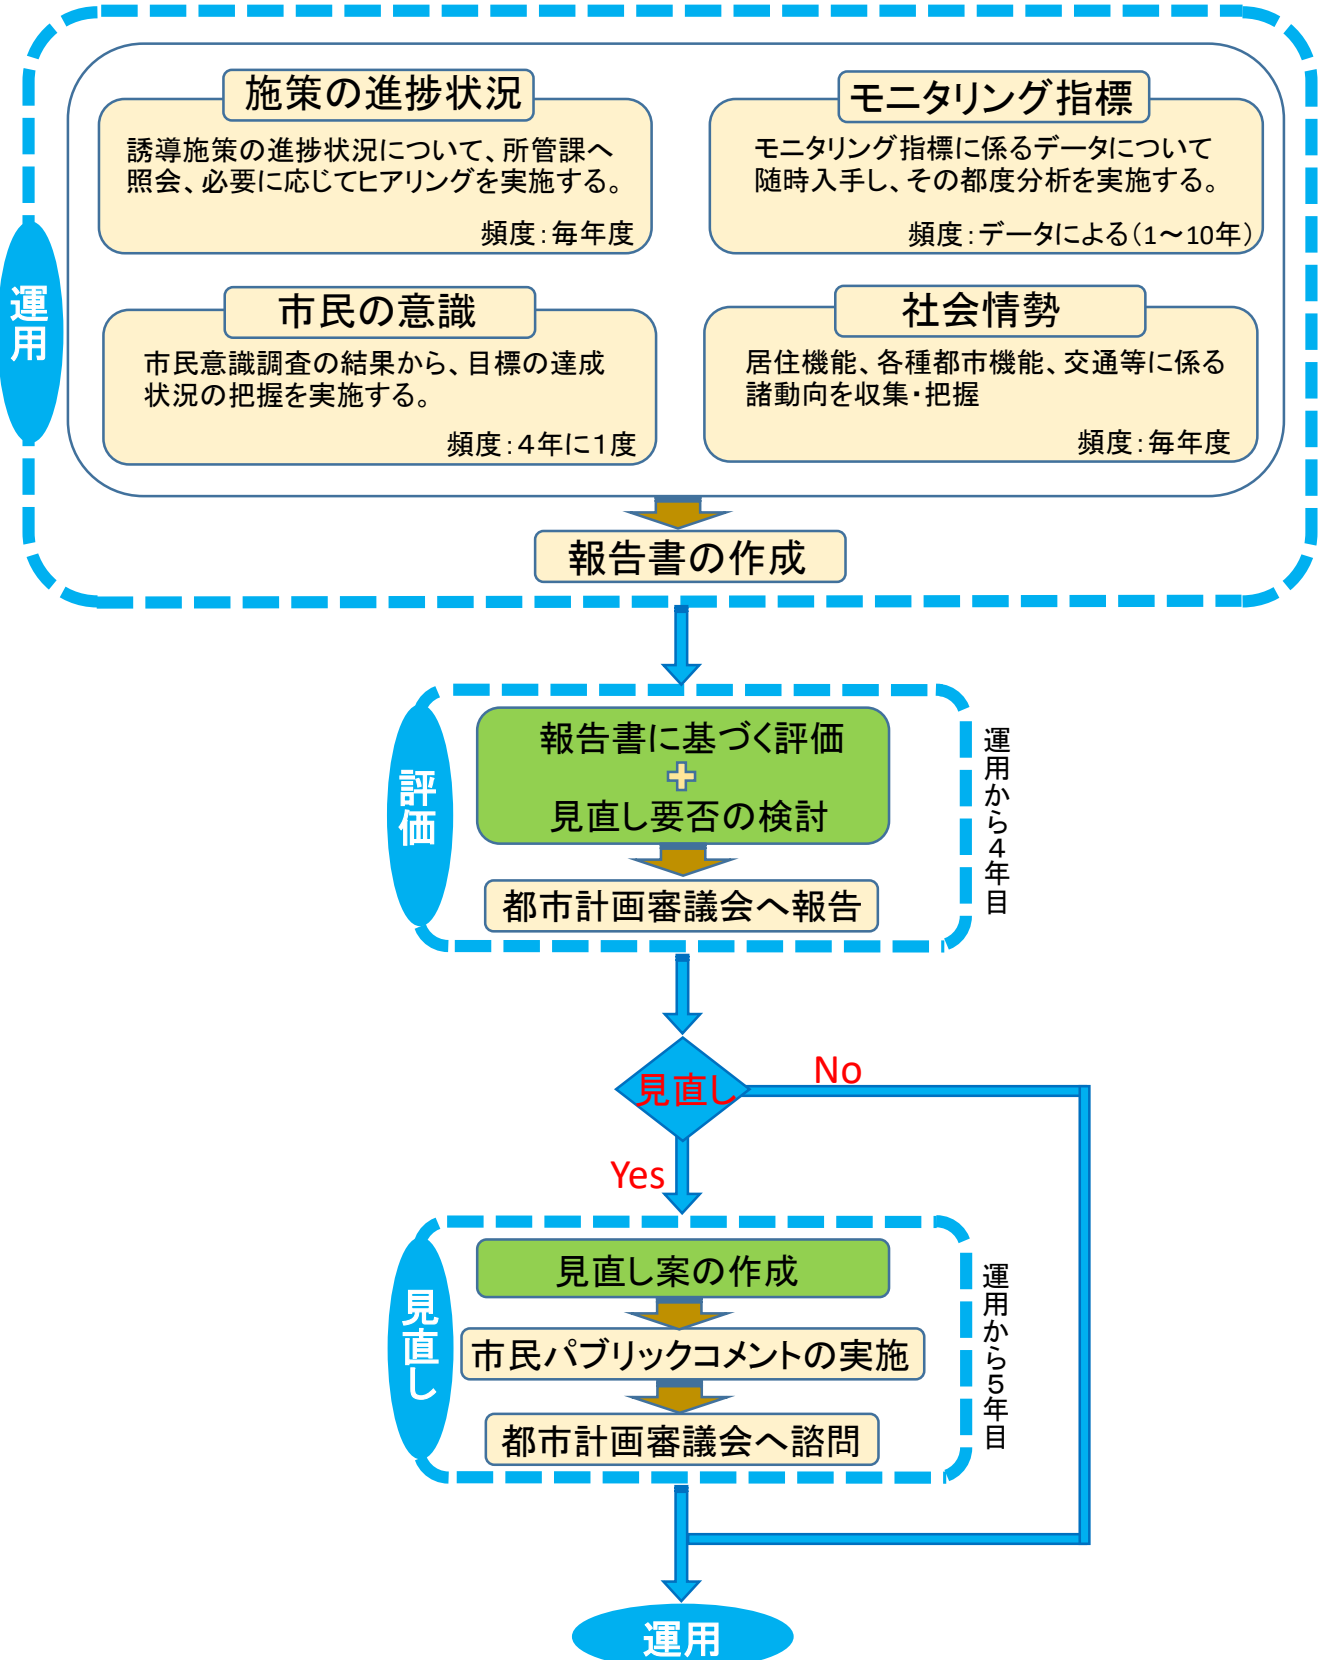 運用
施策の進捗状況
誘導施策の進捗状況について、所管課へ
照会、必要に応じてヒアリングを実施する。
頻度：毎年度
モニタリング指標
モニタリング指標に係るデータについて
随時入手し、その都度分析を実施する。
頻度：データによる（1～10年）
市民の意識
市民意識調査の結果から、目標の達成
状況の把握を実施する。
頻度：４年に１度
社会情勢
居住機能、各種都市機能、交通等に係る
諸動向を収集・把握
頻度：毎年度
報告書の作成
評価
報告書に基づく評価
見直し要否の検討
都市計画審議会へ報告
運用から４年目
見直し
No
Yes
見直し
見直し案の作成
市民パブリックコメントの実施
都市計画審議会へ諮問
運用から５年目
運用